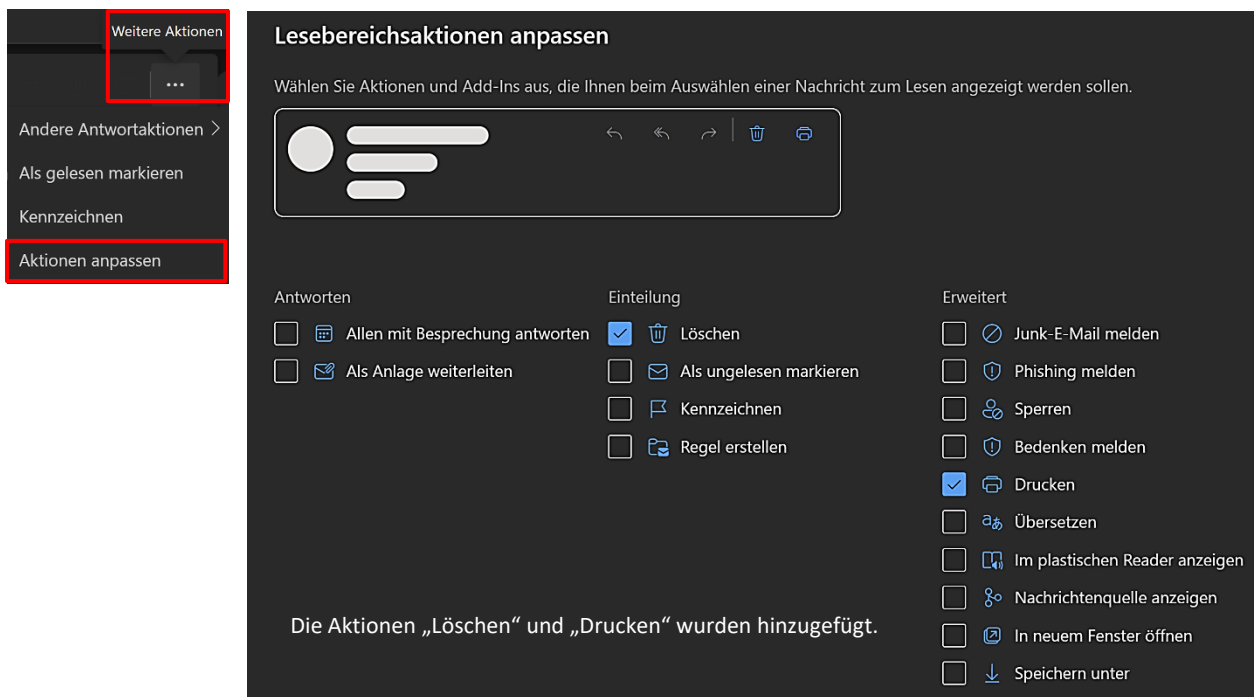 Weitere Aktionen
...
Andere Antwortaktionen >
Als gelesen markieren
Kennzeichnen
Aktionen anpassen
Lesebereichsaktionen anpassen
Wählen Sie Aktionen und Add-Ins aus, die Ihnen beim Auswählen einer Nachricht zum Lesen angezeigt werden sollen.
Antworten
Allen mit Besprechung antworten
Als Anlage weiterleiten
Einteilung
Löschen
Als ungelesen markieren
Kennzeichnen
Regel erstellen
Erweitert
Junk-E-Mail melden
Phishing melden
Sperren
Bedenken melden
Drucken
Übersetzen
Im plastischen Reader anzeigen
Nachrichtenquelle anzeigen
In neuem Fenster öffnen
Speichern unter
Die Aktionen „Löschen“ und „Drucken“ wurden hinzugefügt.